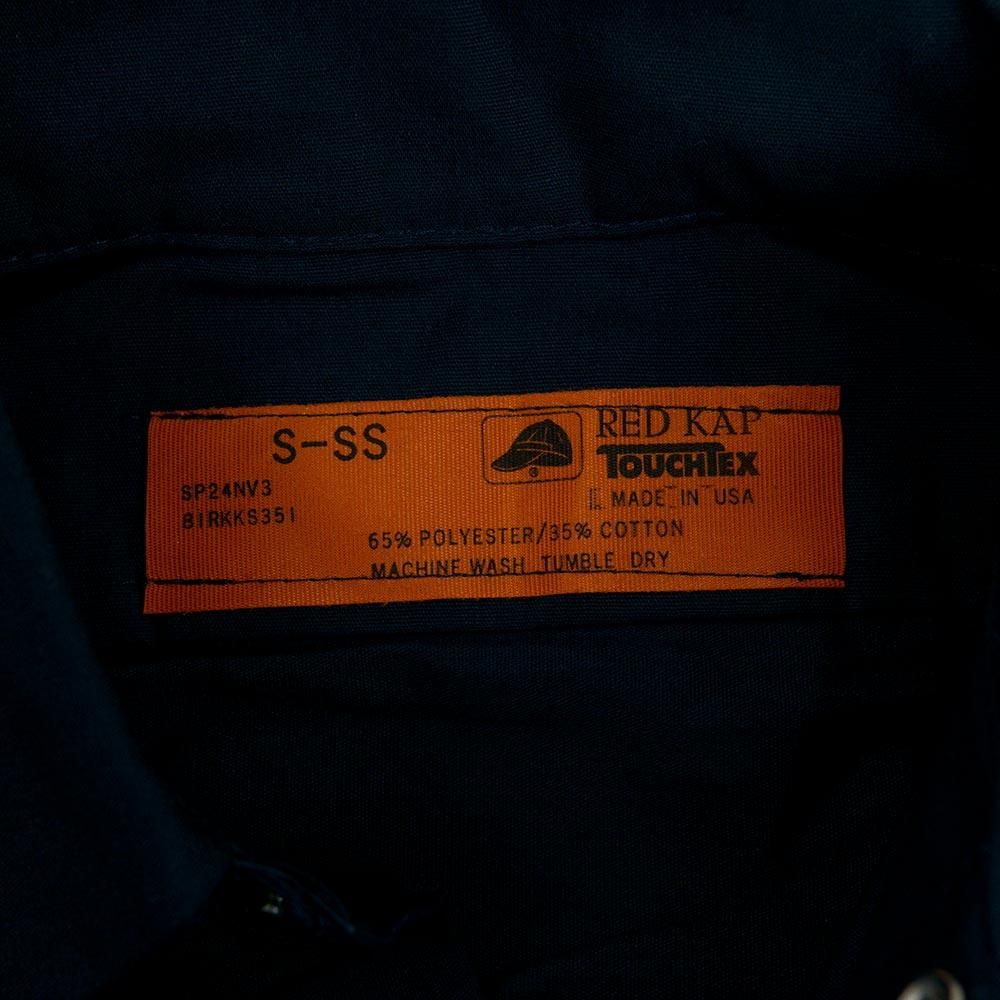 S-SS
RED KAP
TOUCHTEX
SP24NV3
MADE IN USA
81RKKS351
65% POLYESTER/35% COTTON
MACHINE WASH TUMBLE DRY